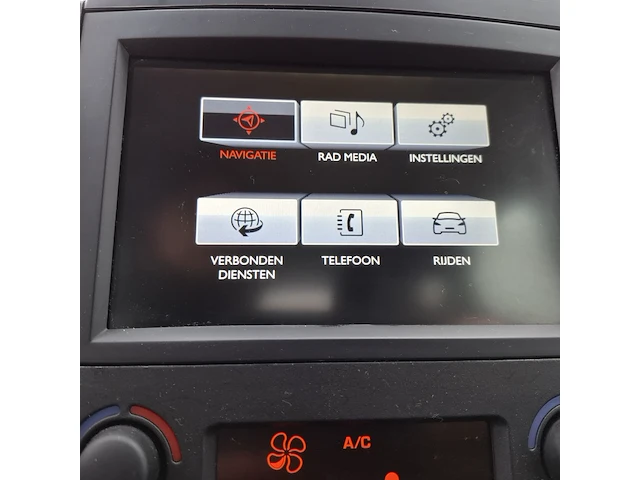 NAVIGATIE
RAD MEDIA
INSTELLINGEN
VERBONDEN
DIENSTEN
TELEFOON
RIJDEN
A/C